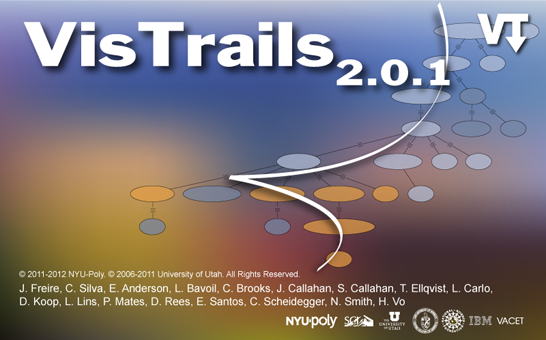 VisTrails 2.0.1
VT
© 2011-2012 NYU-Poly. © 2006-2011 University of Utah. All Rights Reserved.
J. Freire, C. Silva, E. Anderson, L. Bavoil, C. Brooks, J. Callahan, S. Callahan, T. Ellqvist, L. Carlo,
D. Koop, L. Lins, P. Mates, D. Rees, E. Santos, C. Scheidegger, N. Smith, H. Vo
NYU·poly SCI THE UNIVERSITY OF UTAH IBM VACET